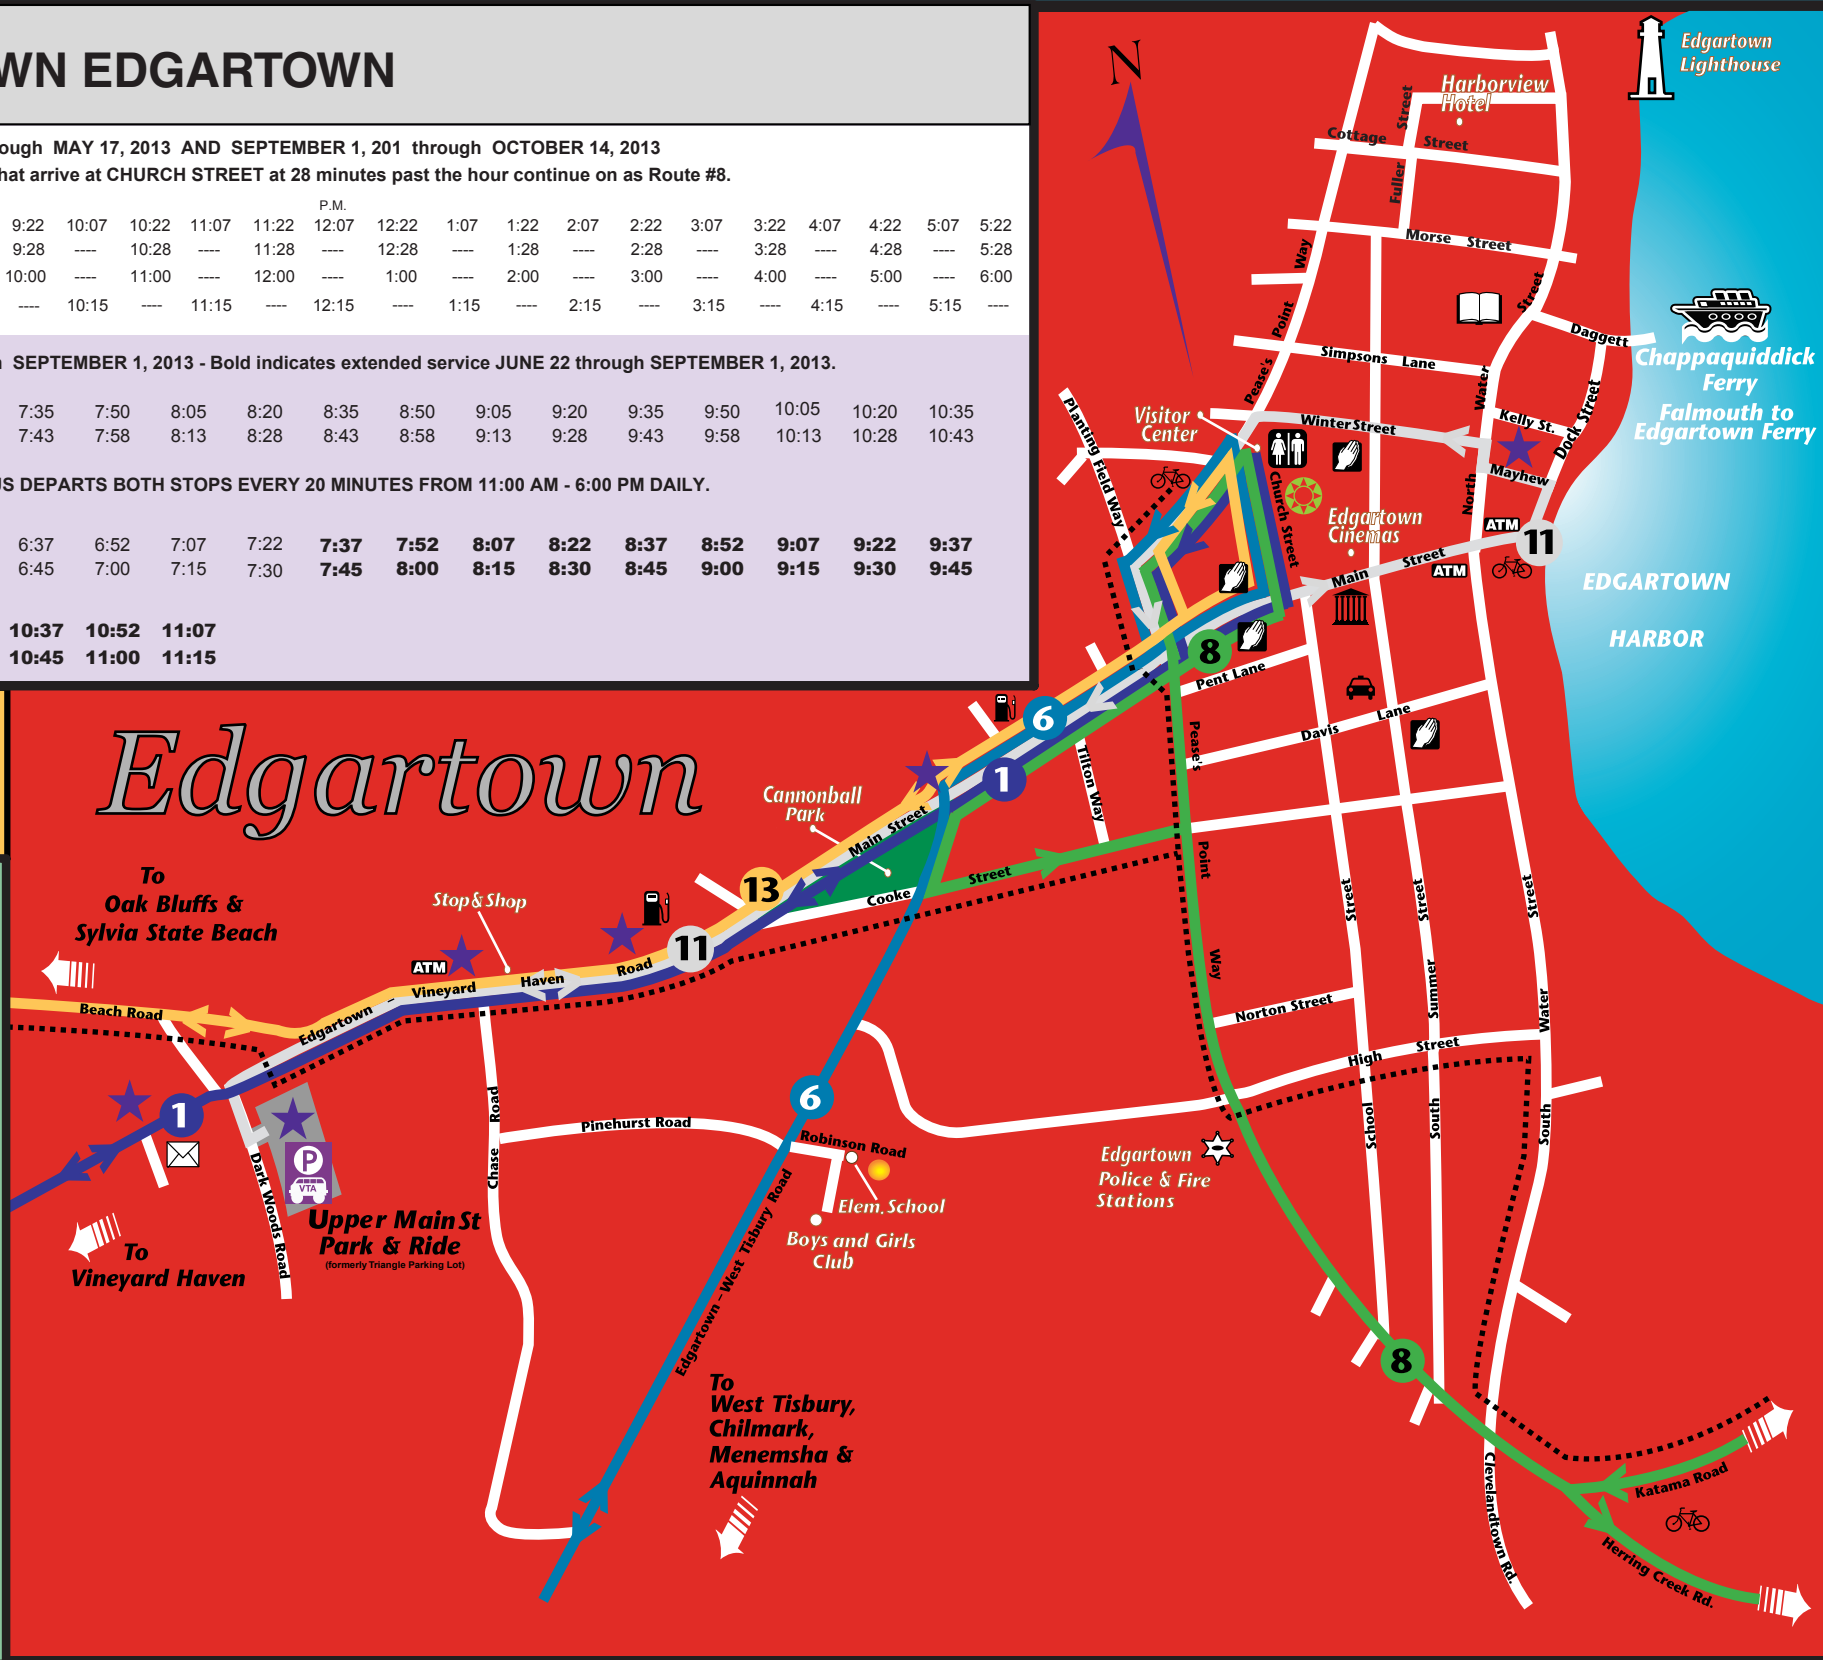 WN EDGARTOWN
ough MAY 17, 2013 AND SEPTEMBER 1, 201 through OCTOBER 14, 2013
hat arrive at CHURCH STREET at 28 minutes past the hour continue on as Route #8.
P.M.
9:22 10:07 10:22 11:07 11:22 12:07 12:22 1:07 1:22 2:07 2:22 3:07 3:22 4:07 4:22 5:07 5:22
9:28 ---- 10:28 ---- 11:28 ---- 12:28 ---- 1:28 ---- 2:28 ---- 3:28 ---- 4:28 ---- 5:28
10:00 ---- 11:00 ---- 12:00 ---- 1:00 ---- 2:00 ---- 3:00 ---- 4:00 ---- 5:00 ---- 6:00
---- 10:15 ---- 11:15 ---- 12:15 ---- 1:15 ---- 2:15 ---- 3:15 ---- 4:15 ---- 5:15 ----
SEPTEMBER 1, 2013 - Bold indicates extended service JUNE 22 through SEPTEMBER 1, 2013.
7:35 7:50 8:05 8:20 8:35 8:50 9:05 9:20 9:35 9:50 10:05 10:20 10:35
7:43 7:58 8:13 8:28 8:43 8:58 9:13 9:28 9:43 9:58 10:13 10:28 10:43
US DEPARTS BOTH STOPS EVERY 20 MINUTES FROM 11:00 AM - 6:00 PM DAILY.
6:37 6:52 7:07 7:22 7:37 7:52 8:07 8:22 8:37 8:52 9:07 9:22 9:37
6:45 7:00 7:15 7:30 7:45 8:00 8:15 8:30 8:45 9:00 9:15 9:30 9:45
10:37 10:52 11:07
10:45 11:00 11:15
N
Edgartown
Lighthouse
Harborview
Hotel
Fuller Street
Cottage Street
Morse Street
Pease's Point Way
Simpsons Lane
Water Street
Daggett
Chappaquiddick
Ferry
Falmouth to
Edgartown Ferry
Dock Street
Kelly St.
Winter Street
Visitor
Center
Planting Field Way
Mayhew
North
Church Street
Edgartown
Cinemas
ATM
11
Main Street
ATM
EDGARTOWN
HARBOR
8
Pent Lane
Davis Lane
6
1
Tilton Way
Pease's Point Way
Edgartown
Cannonball
Park
Main Street
13
Cooke Street
Stop & Shop
11
ATM
Edgartown – Vineyard Haven Road
To
Oak Bluffs &
Sylvia State Beach
Beach Road
1
P
VTA
Dark Woods Road
Upper Main St
Park & Ride
(formerly Triangle Parking Lot)
To
Vineyard Haven
Chase Road
Pinehurst Road
6
Robinson Road
Elem. School
Boys and Girls
Club
Edgartown – West Tisbury Road
To
West Tisbury,
Chilmark,
Menemsha &
Aquinnah
Norton Street
High Street
School Street
South Summer Street
South Water Street
Edgartown
Police & Fire
Stations
8
Clevelandtown Rd.
Katama Road
Herring Creek Rd.